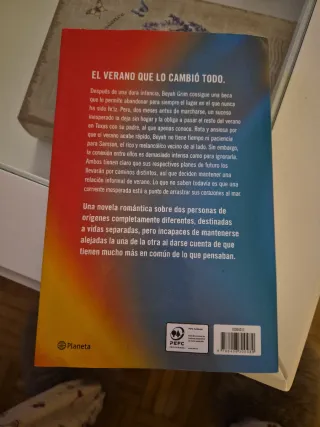 EL VERANO QUE LO CAMBIÓ TODO.
Después de una dura infancia, Beyah Grim consigue una beca
que le permite abandonar para siempre el lugar en el que nunca
ha sido feliz. Pero, dos meses antes de marcharse, un suceso
inesperado la deja sin hogar y la obliga a pasar el resto del verano
en Texas con su padre, al que apenas conoce. Rota y ansiosa por
que el verano acabe rápido, Beyah no tiene tiempo ni paciencia
para Samson, el rico y melancólico vecino de al lado. Sin embargo,
la conexión entre ellos es demasiado intensa como para ignorarla.
Ambos tienen claro que sus respectivos planes de futuro los
llevarán por caminos distintos, así que deciden mantener una
relación informal de verano. Lo que no saben todavía es que una
corriente inesperada está a punto de arrastrar sus corazones al mar.
Una novela romántica sobre dos personas de
orígenes completamente diferentes, destinadas
a vidas separadas, pero incapaces de mantenerse
alejadas la una de la otra al darse cuenta de que
tienen mucho más en común de lo que pensaban.
Planeta
PEFC